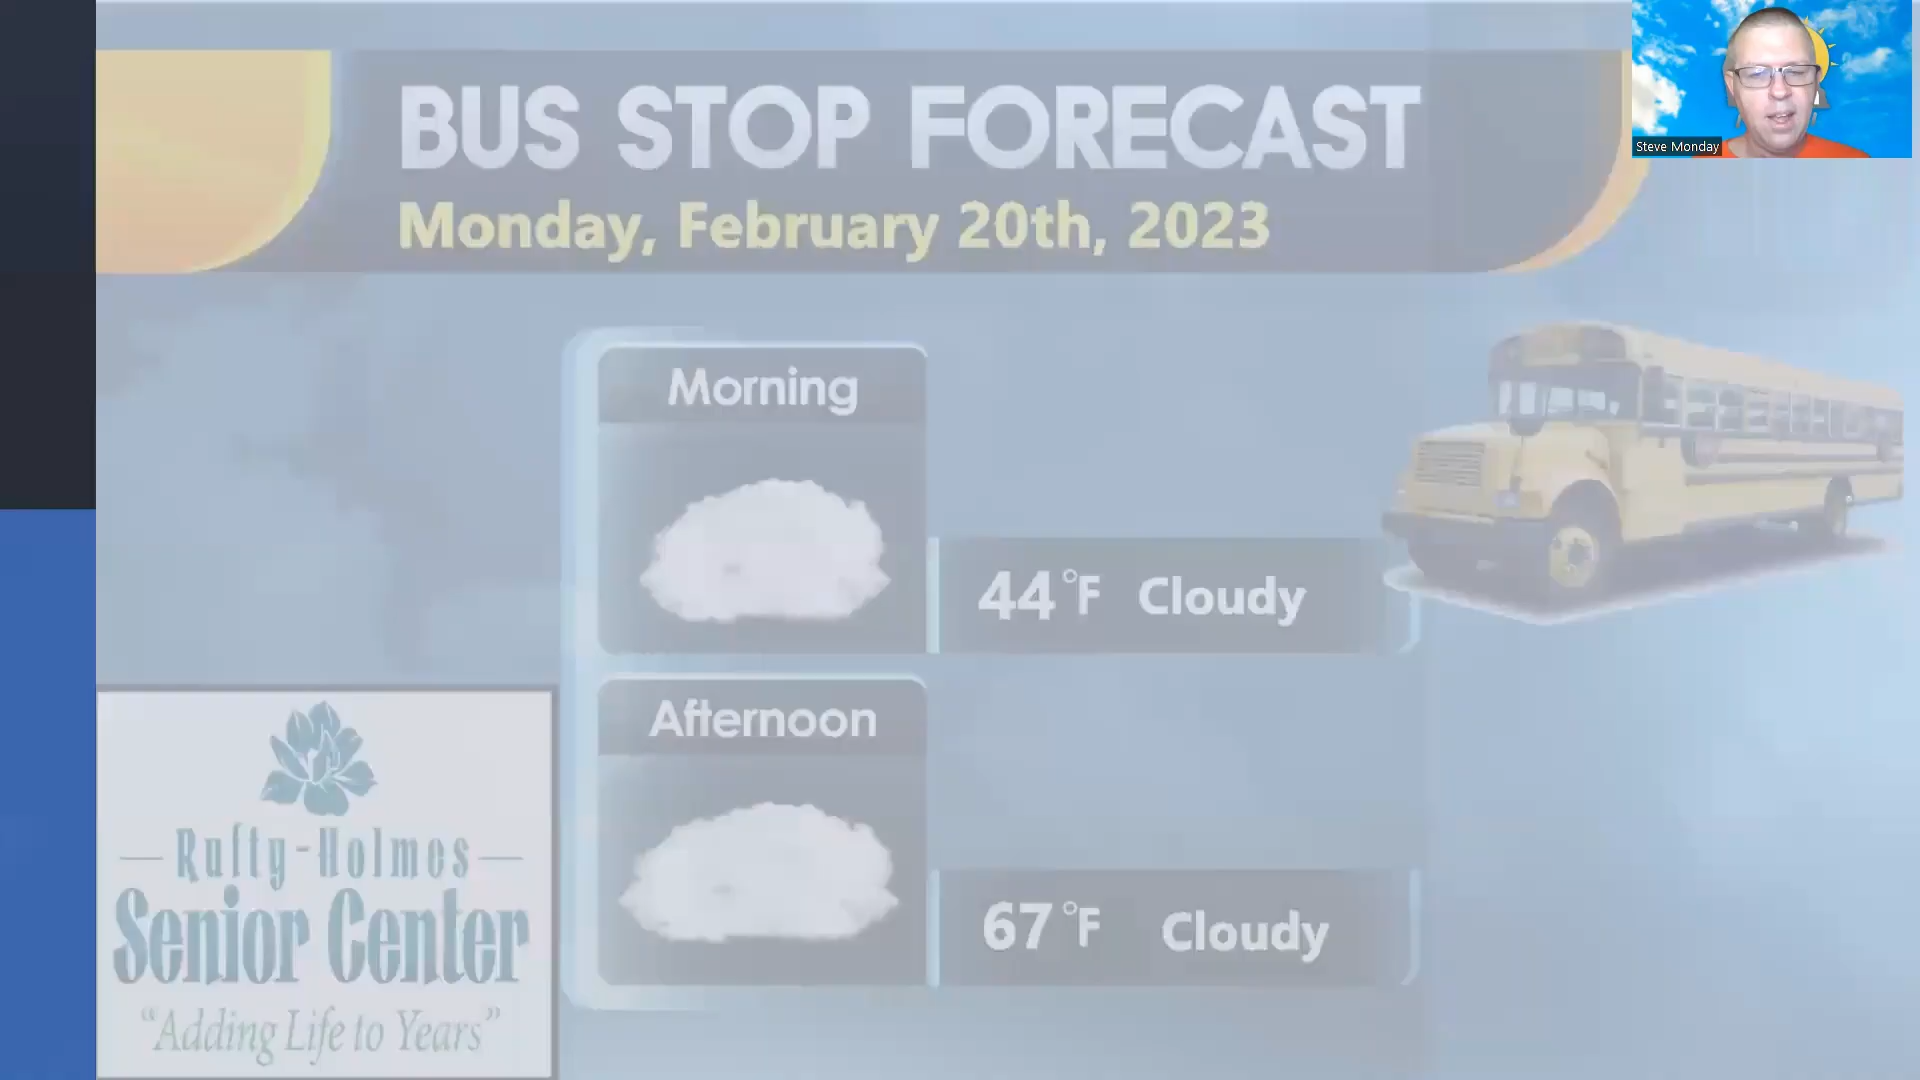 BUS STOP FORECAST
Monday, February 20th, 2023
Steve Monday
Morning
44°F Cloudy
Afternoon
67°F Cloudy
Rufty-Holmes
Senior Center
“Adding Life to Years”